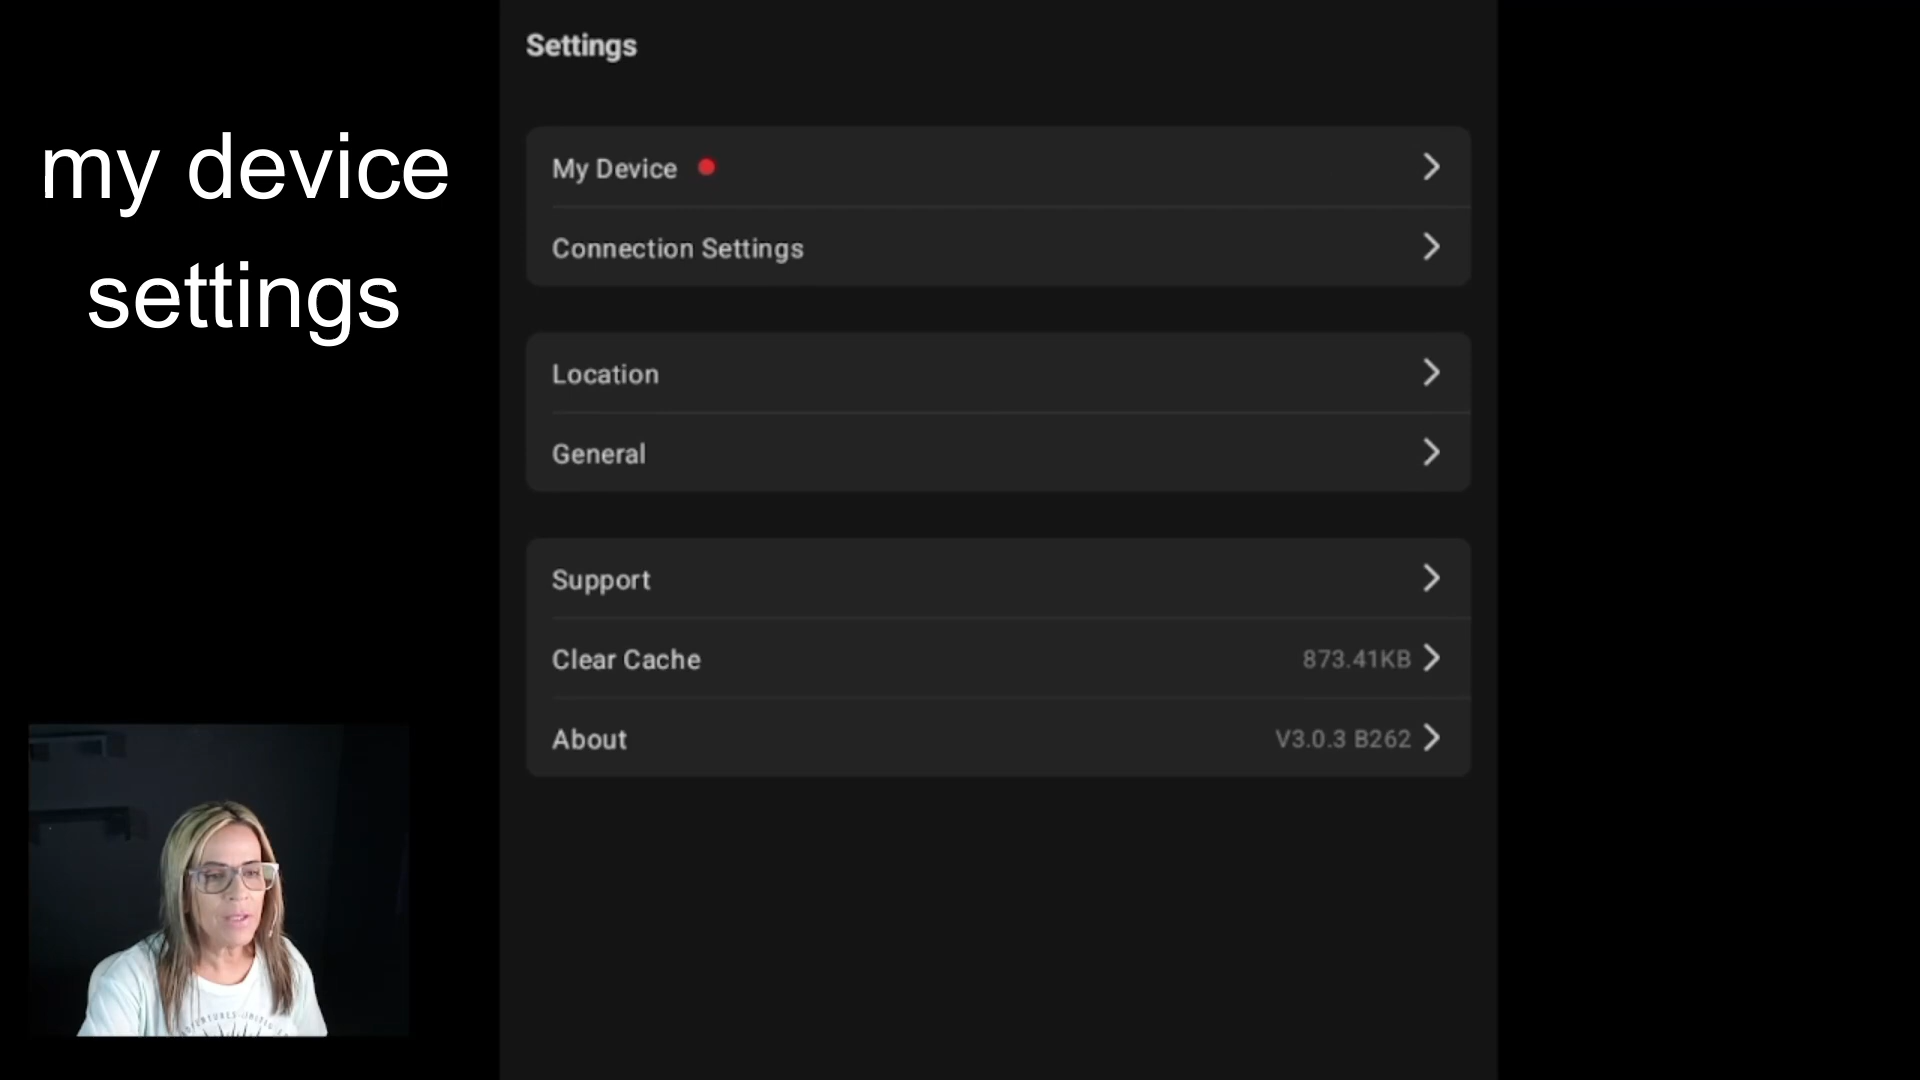 my device
settings
Settings
My Device
Connection Settings
Location
General
Support
Clear Cache 873.41KB
About V3.0.3 B262